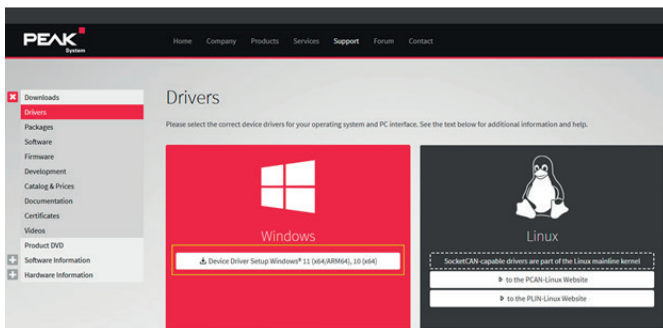 PEAK
System
Home Company Products Services Support Forum Contact
Downloads
Drivers
Packages
Software
Firmware
Development
Catalog & Prices
Documentation
Certificates
Videos
Product DVD
Software Information
Hardware Information
Drivers
Please select the correct device drivers for your operating system and PC interface. See the text below for additional information and help.
Windows
Device Driver Setup Windows® 11 (x64/ARM64), 10 (x64)
Linux
SocketCAN-capable drivers are part of the Linux mainline kernel
to the PCAN-Linux Website
to the PLIN-Linux Website